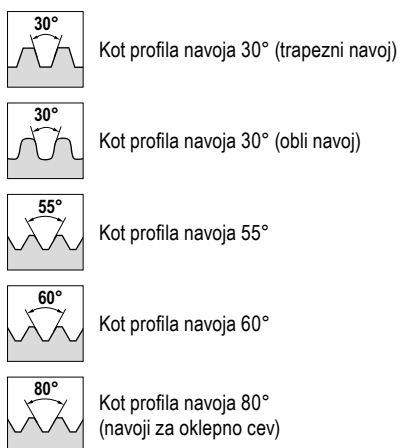 30°
Kot profila navoja 30° (trapezni navoj)
30°
Kot profila navoja 30° (obli navoj)
55°
Kot profila navoja 55°
60°
Kot profila navoja 60°
80°
Kot profila navoja 80°
(navoji za oklepno cev)